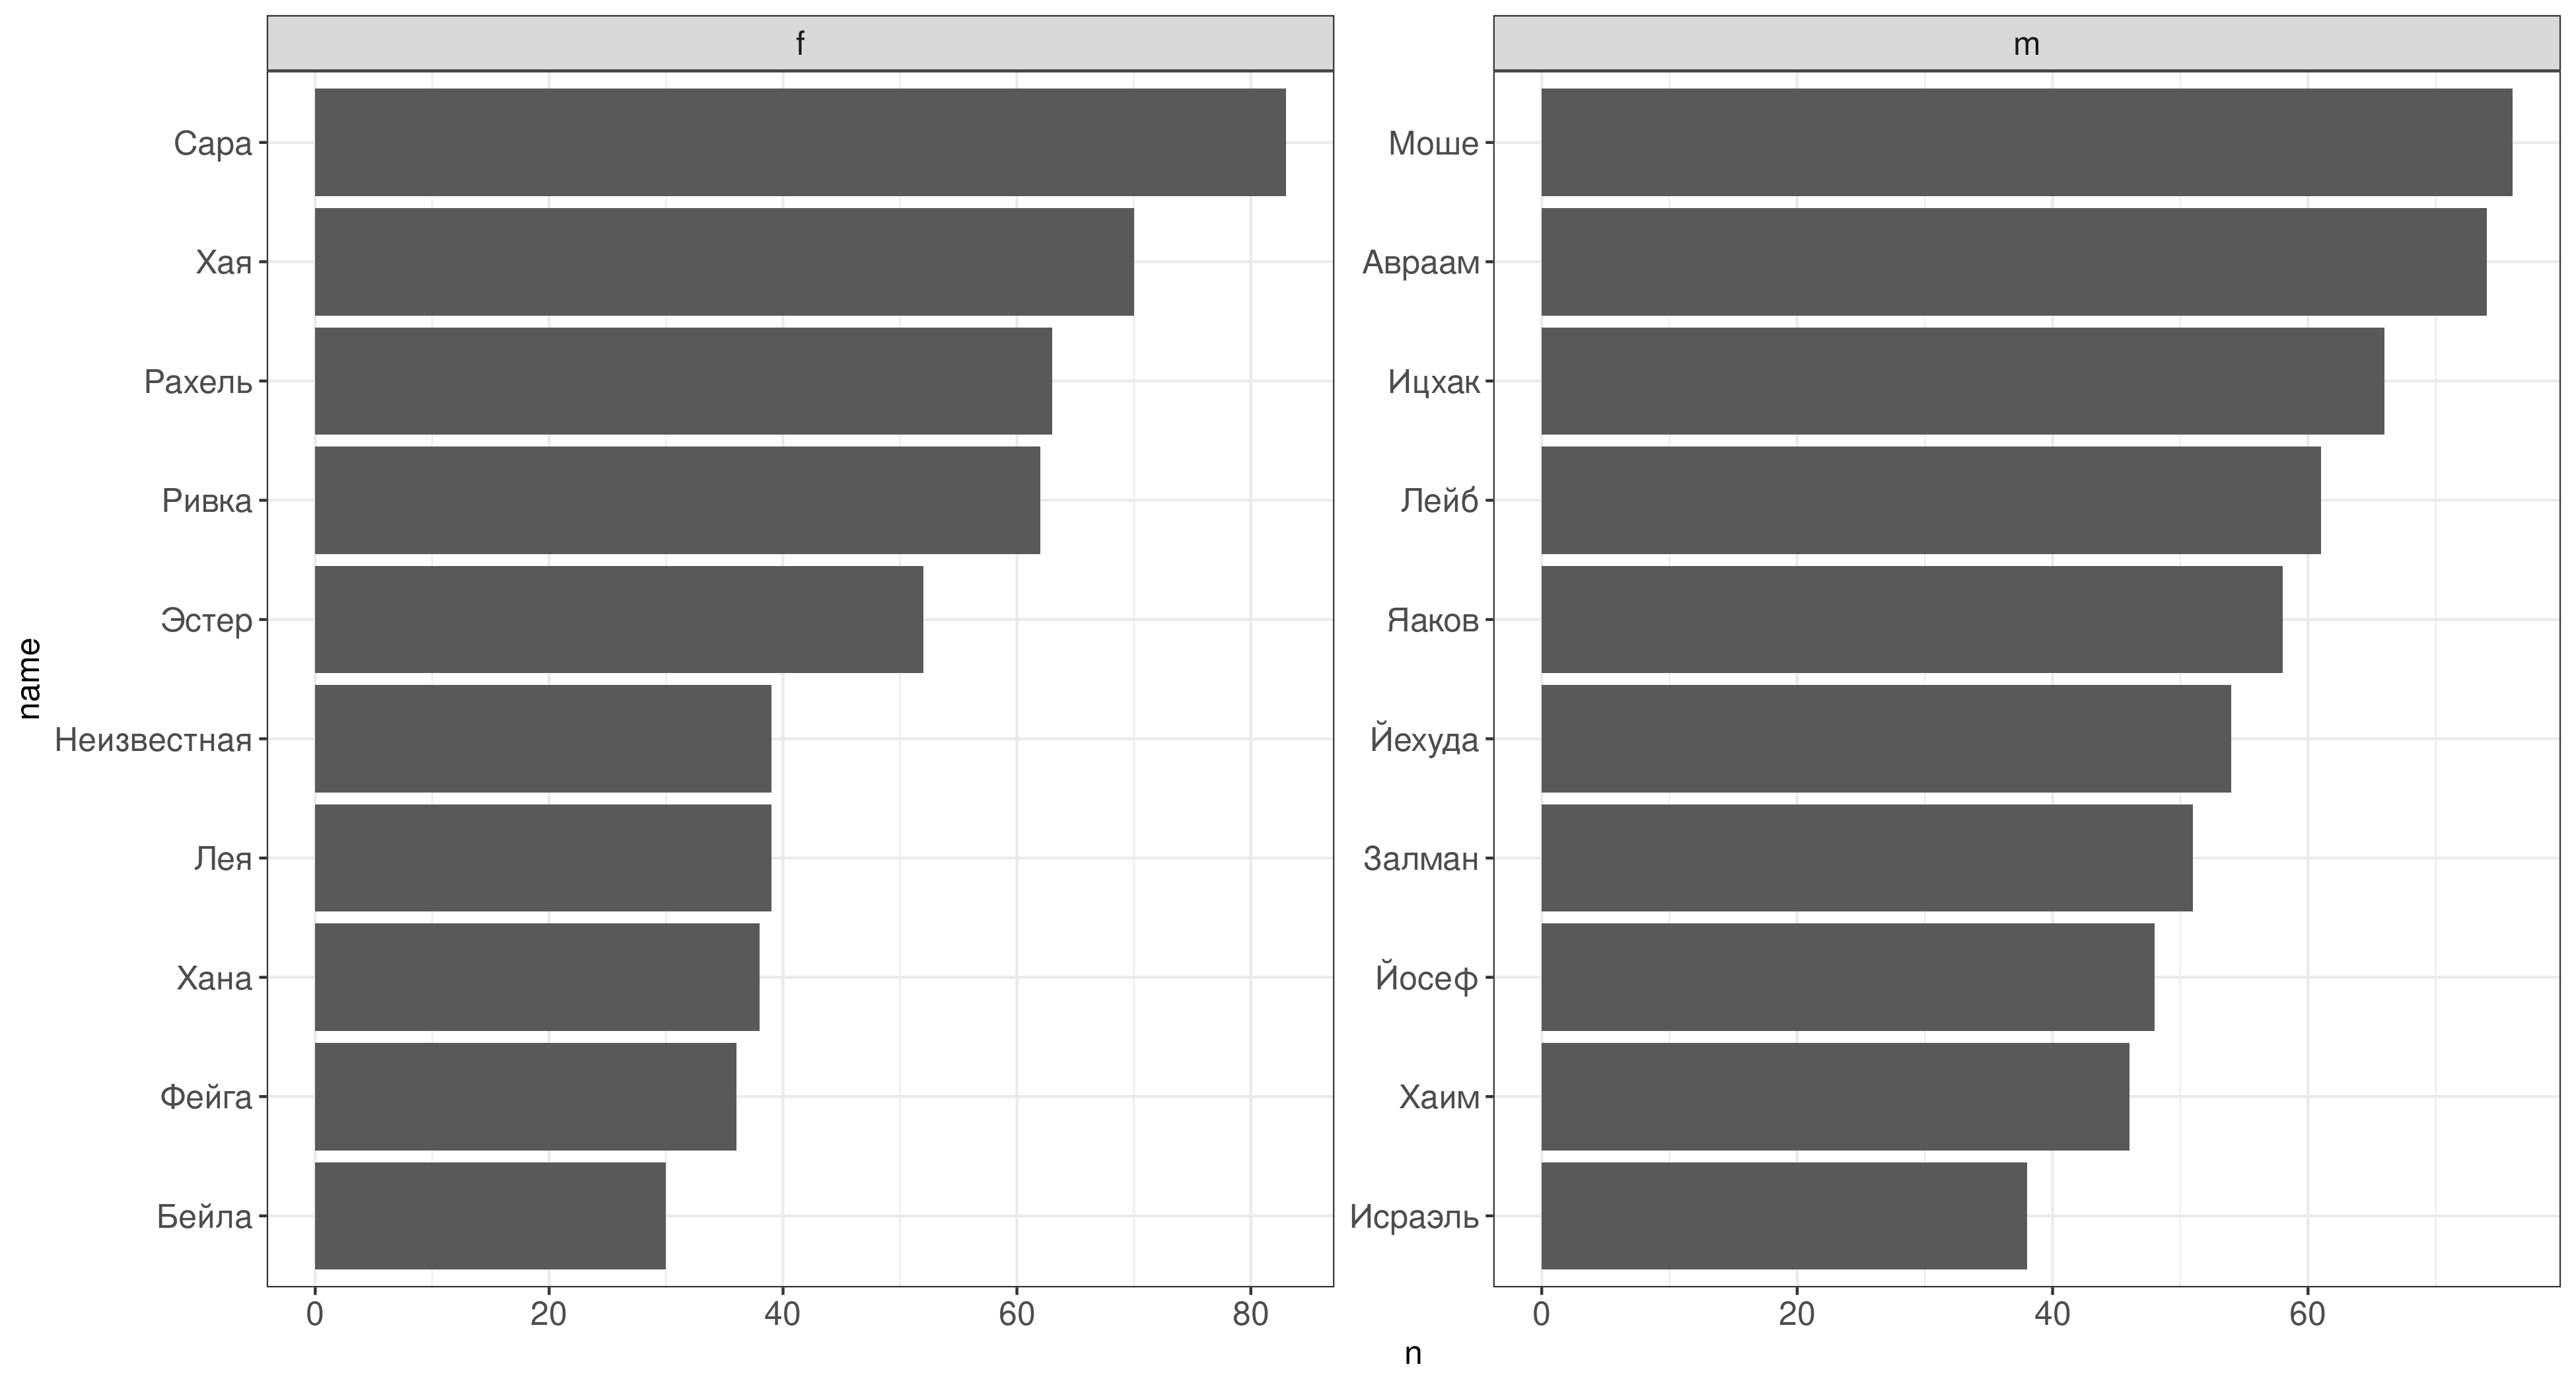 f
m
name
Сара
Хая
Рахель
Ривка
Эстер
Неизвестная
Лея
Хана
Фейга
Бейла
0 20 40 60 80
Моше
Авраам
Ицхак
Лейб
Яаков
Йехуда
Залман
Йосеф
Хаим
Исраэль
0 20 40 60
n